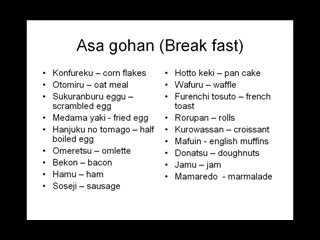 Asa gohan (Break fast)
• Konfureku – corn flakes
• Otomiru – oat meal
• Sukuranburu eggu –
scrambled egg
• Medama yaki - fried egg
• Hanjuku no tomago – half
boiled egg
• Omeretsu – omlette
• Bekon – bacon
• Hamu – ham
• Soseji – sausage
• Hotto keki – pan cake
• Wafuru – waffle
• Furenchi tosuto – french
toast
• Rorupan – rolls
• Kurowassan – croissant
• Mafuin - english muffins
• Donatsu – doughnuts
• Jamu – jam
• Mamaredo - marmalade